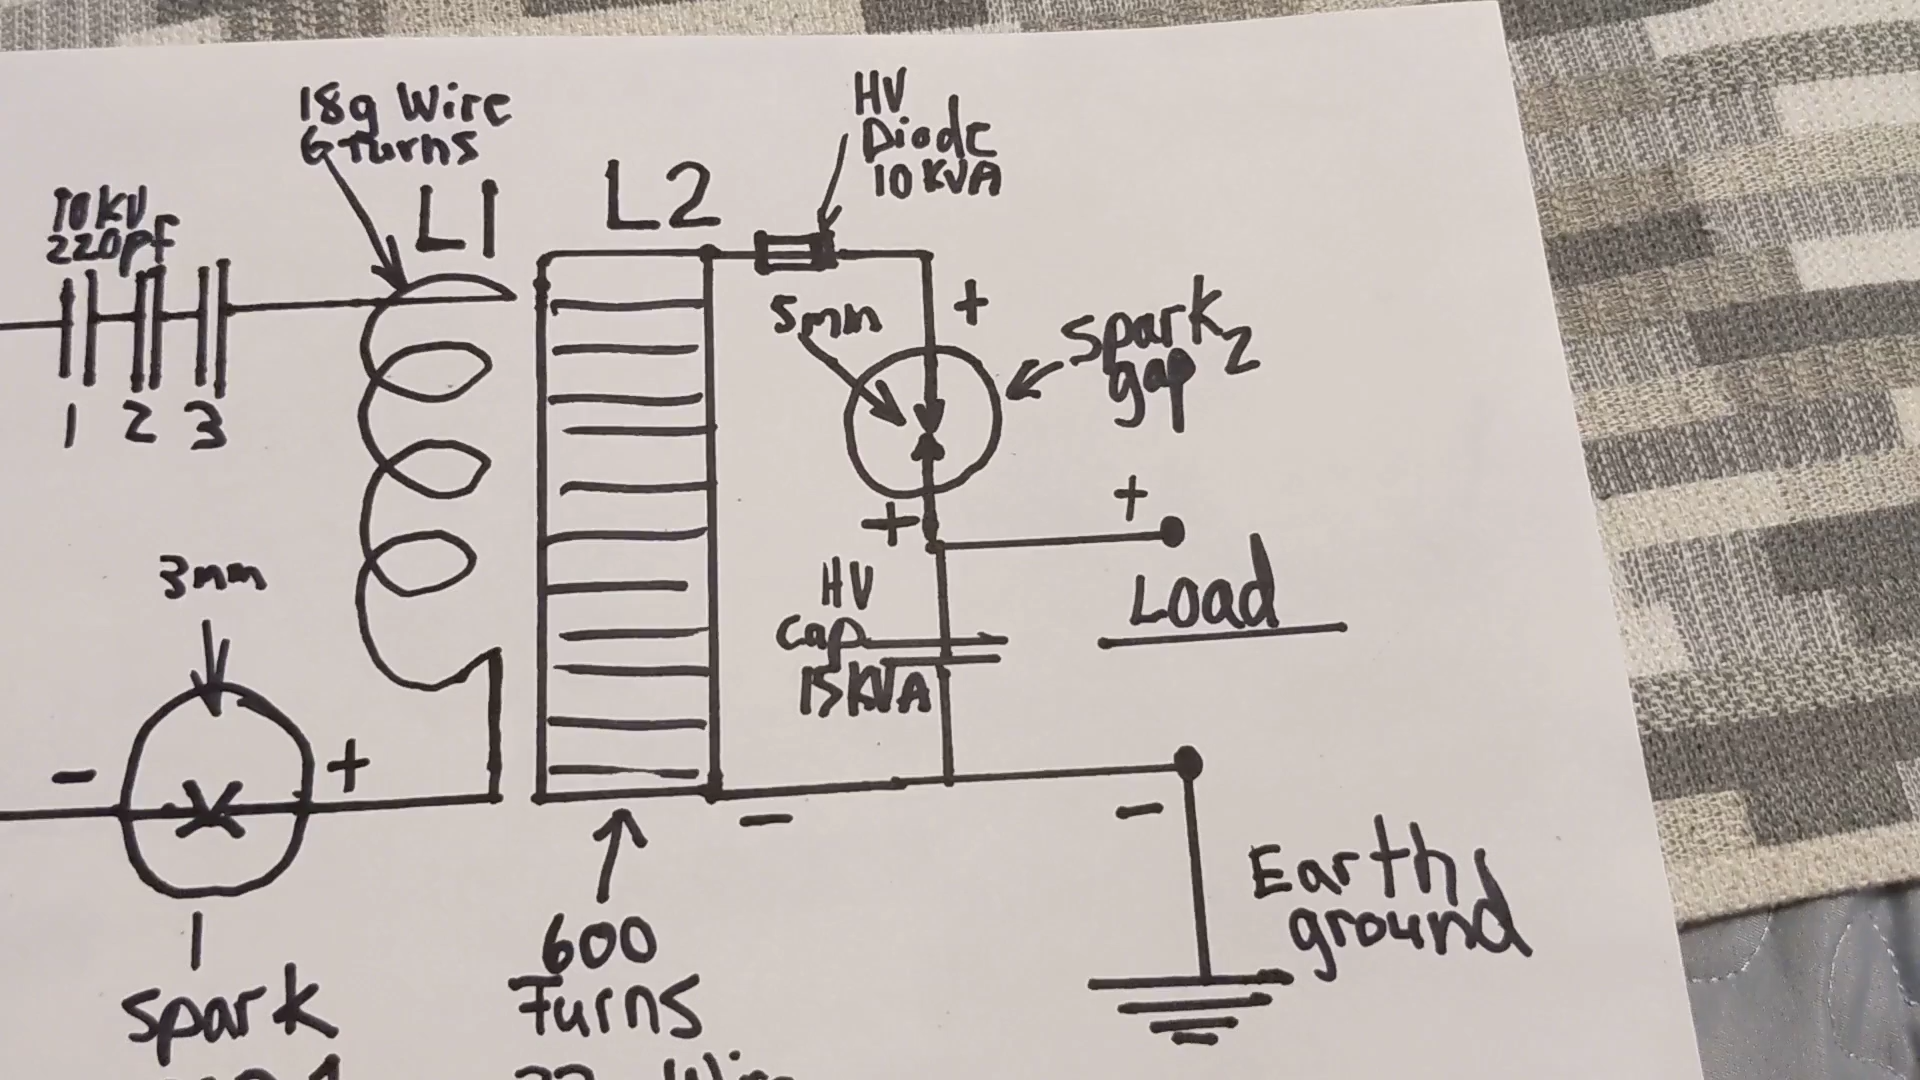 18g Wire
6 turns
L1
10KV
220pf
1 2 3
L2
HV
Diode
10 KVA
5mm
+
Spark 2
gap
+
+
Load
HV
Cap
15KVA
3mm
-
+
1
Spark
600
Turns
Wire
-
-
Earth
ground